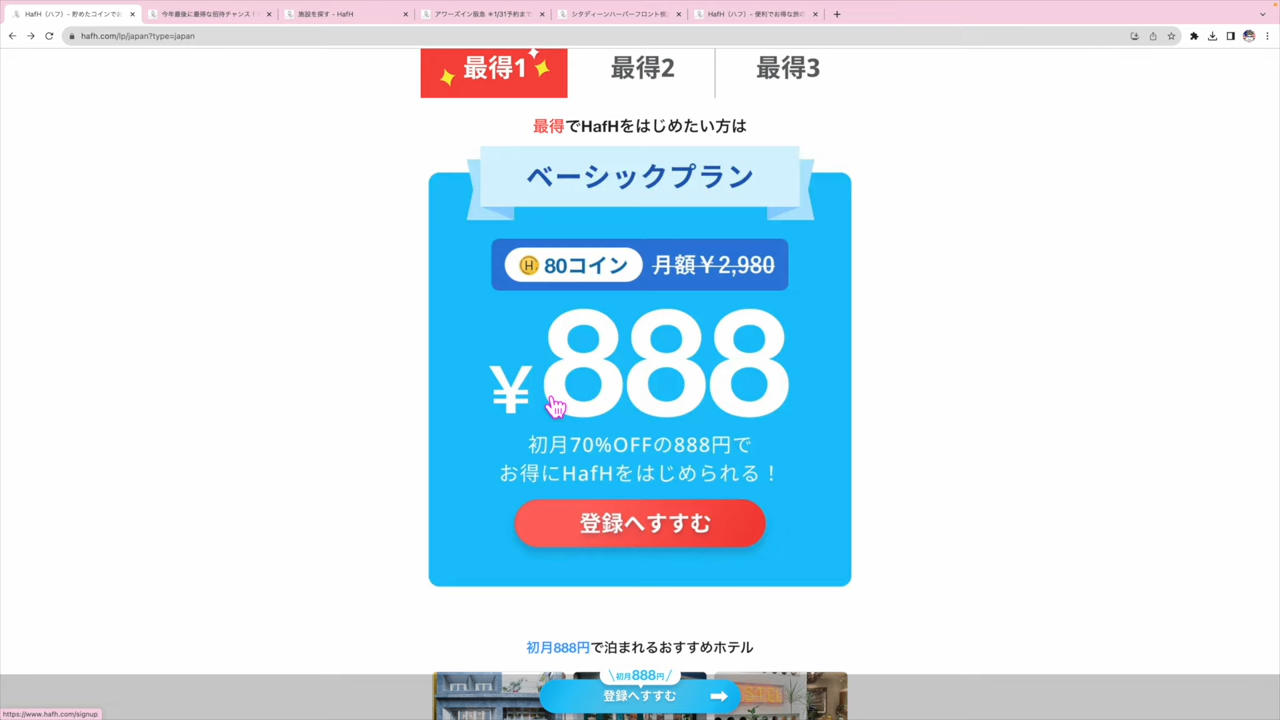 HafH（ハフ）- 貯めたコインでお
今年最後に最得な招待チャンス！
施設を探す - HafH
アワーズイン阪急 ＊1/31予約まで
シタディーンハーバーフロント横
HafH（ハフ）- 便利でお得な旅の
hafh.com/lp/japan?type=japan
最得1
最得2
最得3
最得でHafHをはじめたい方は
ベーシックプラン
H 80コイン 月額￥2,980
￥888
初月70%OFFの888円で
お得にHafHをはじめられる！
登録へすすむ
初月888円で泊まれるおすすめホテル
初月888円
登録へすすむ
https://www.hafh.com/signup